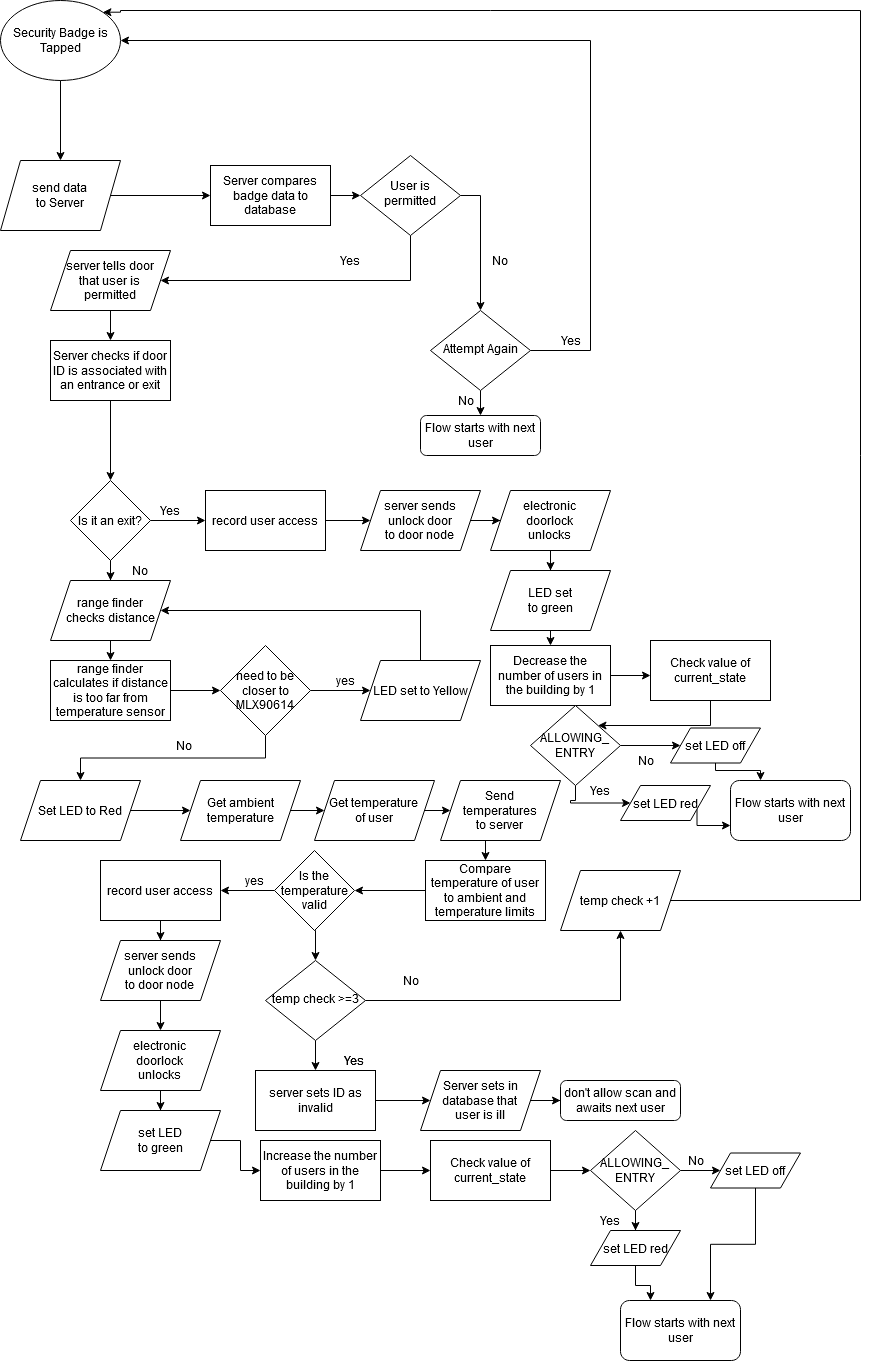 Security Badge is
Tapped
send data
to Server
Server compares
badge data to
database
User is
permitted
Yes
No
server tells door
that user is
permitted
Server checks if door
ID is associated with
an entrance or exit
Attempt Again
Yes
No
Flow starts with next
user
Is it an exit?
Yes
No
record user access
server sends
unlock door
to door node
electronic
doorlock
unlocks
LED set
to green
range finder
checks distance
range finder
calculates if distance
is too far from
temperature sensor
need to be
closer to
MLX90614
yes
LED set to Yellow
No
Decrease the
number of users in
the building by 1
Check value of
current_state
ALLOWING_
ENTRY
No
set LED off
Yes
set LED red
Flow starts with next
user
Set LED to Red
Get ambient
temperature
Get temperature
of user
Send
temperatures
to server
Compare
temperature of user
to ambient and
temperature limits
Is the
temperature
valid
yes
record user access
temp check +1
server sends
unlock door
to door node
temp check >=3
No
Yes
electronic
doorlock
unlocks
server sets ID as
invalid
Server sets in
database that
user is ill
don't allow scan and
awaits next user
set LED
to green
Increase the number
of users in the
building by 1
Check value of
current_state
ALLOWING_
ENTRY
No
set LED off
Yes
set LED red
Flow starts with next
user